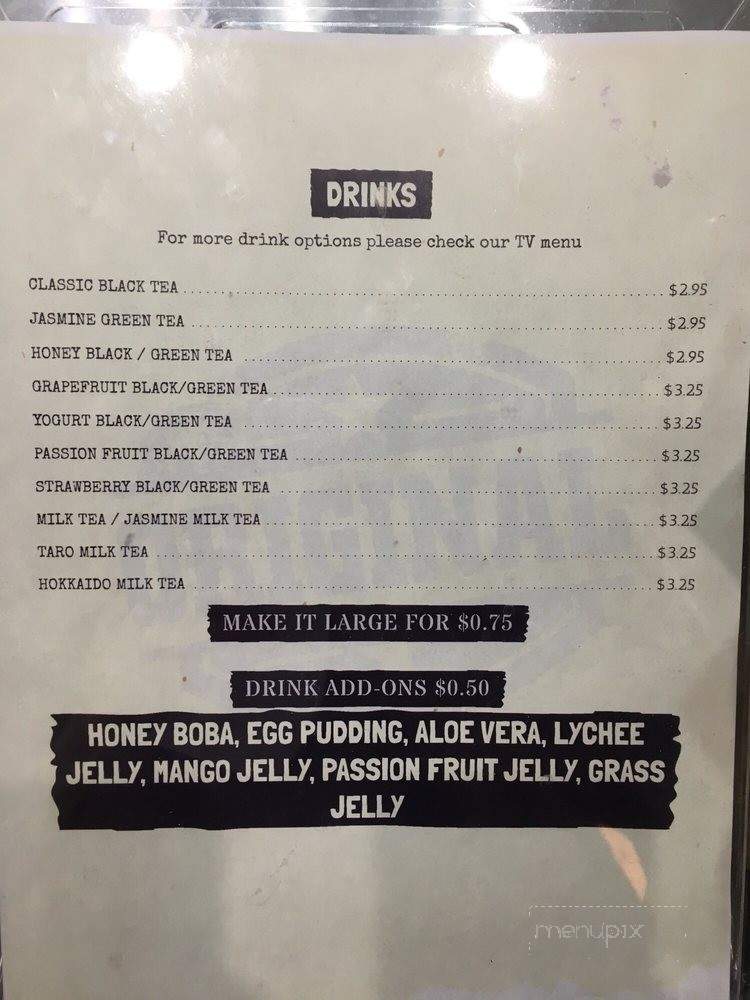 DRINKS
For more drink options please check our TV menu
CLASSIC BLACK TEA $2.95
JASMINE GREEN TEA $2.95
HONEY BLACK / GREEN TEA $2.95
GRAPEFRUIT BLACK/GREEN TEA $3.25
YOGURT BLACK/GREEN TEA $3.25
PASSION FRUIT BLACK/GREEN TEA $3.25
STRAWBERRY BLACK/GREEN TEA $3.25
MILK TEA / JASMINE MILK TEA $3.25
TARO MILK TEA $3.25
HOKKAIDO MILK TEA $3.25
ORIGINAL
MAKE IT LARGE FOR $0.75
DRINK ADD-ONS $0.50
HONEY BOBA, EGG PUDDING, ALOE VERA, LYCHEE
JELLY, MANGO JELLY, PASSION FRUIT JELLY, GRASS
JELLY
menupix